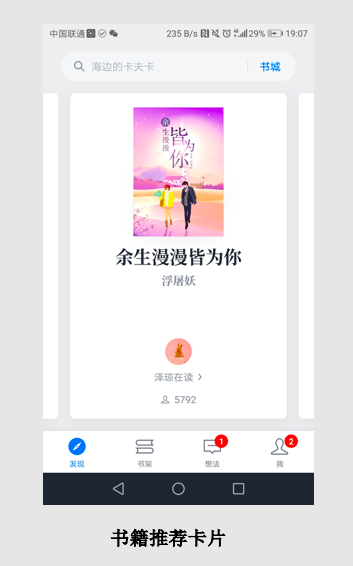 中国联通 235 B/s 29% 19:07
海边的卡夫卡 书城
余生漫漫
皆为你
余生漫漫皆为你
浮屠妖
泽琼在读
5792
1 2
发现 书架 想法 我
书籍推荐卡片